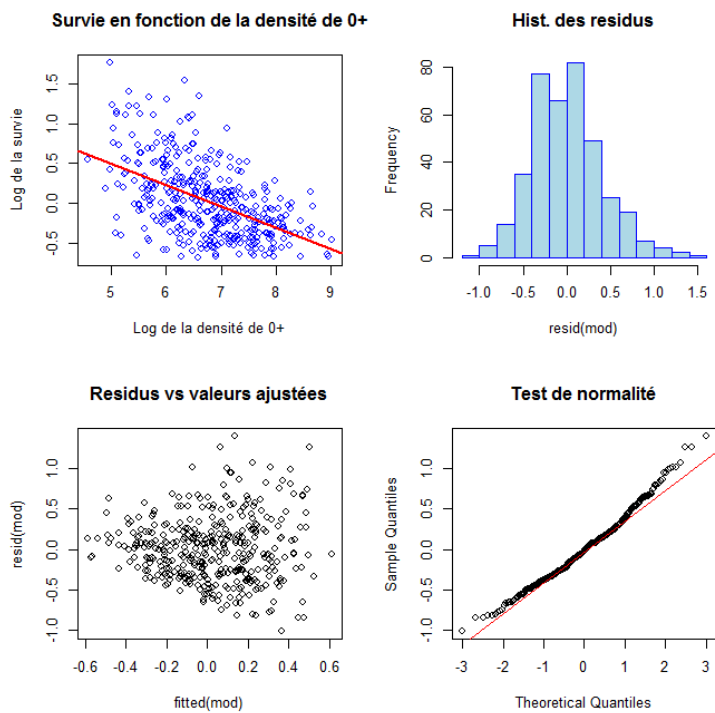 Survie en fonction de la densité de 0+
Log de la survie
1.5
1.0
0.5
0.0
-0.5
5 6 7 8 9
Log de la densité de 0+
Hist. des residus
Frequency
80
60
40
20
0
-1.0 -0.5 0.0 0.5 1.0 1.5
resid(mod)
Residus vs valeurs ajustées
resid(mod)
1.0
0.5
0.0
-0.5
-1.0
-0.6 -0.4 -0.2 0.0 0.2 0.4 0.6
fitted(mod)
Test de normalité
Sample Quantiles
1.0
0.5
0.0
-0.5
-1.0
-3 -2 -1 0 1 2 3
Theoretical Quantiles